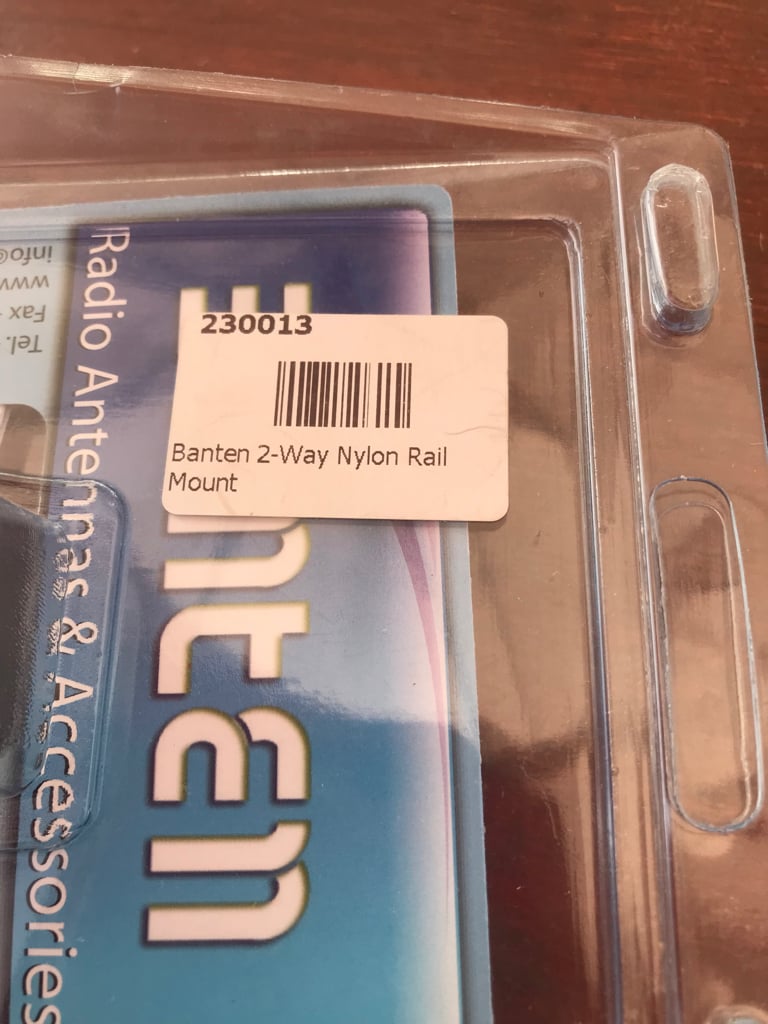 230013
Banten 2-Way Nylon Rail
Mount
Radio Antennas & Accessories
info@
www
Fax
Tel.